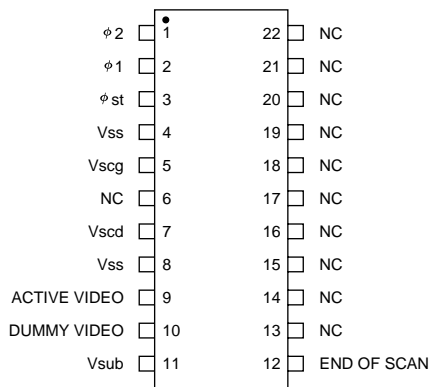 φ2 1 22 NC
φ1 2 21 NC
φst 3 20 NC
Vss 4 19 NC
Vscg 5 18 NC
NC 6 17 NC
Vscd 7 16 NC
Vss 8 15 NC
ACTIVE VIDEO 9 14 NC
DUMMY VIDEO 10 13 NC
Vsub 11 12 END OF SCAN